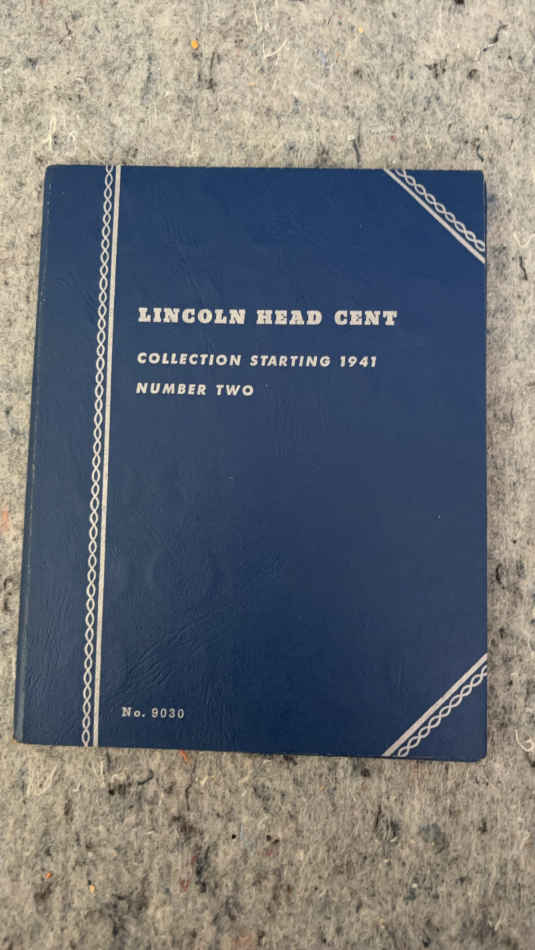 LINCOLN HEAD CENT
COLLECTION STARTING 1941
NUMBER TWO
No. 9030